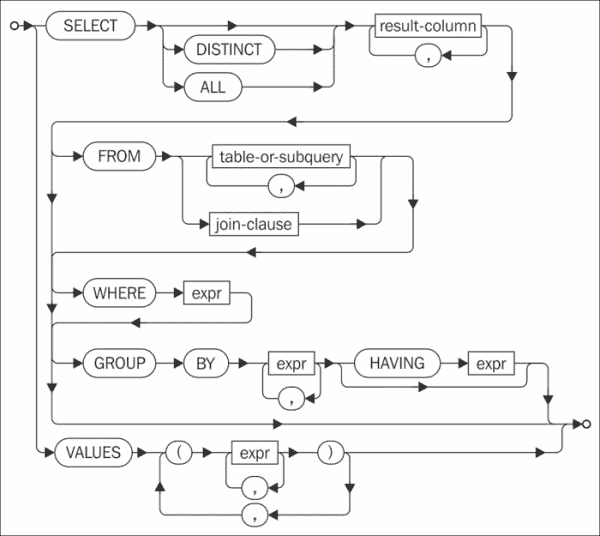 SELECT result-column
DISTINCT ,
ALL
FROM table-or-subquery
,
join-clause
WHERE expr
GROUP BY expr HAVING expr
,
VALUES ( expr )
,
,